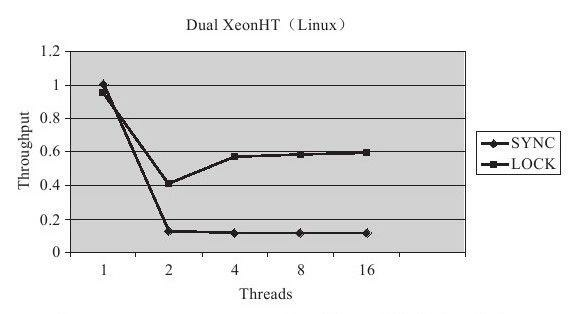 Dual XeonHT（Linux）
1.2
1
0.8
0.6
0.4
0.2
0
Throughput
1 2 4 8 16
Threads
SYNC
LOCK